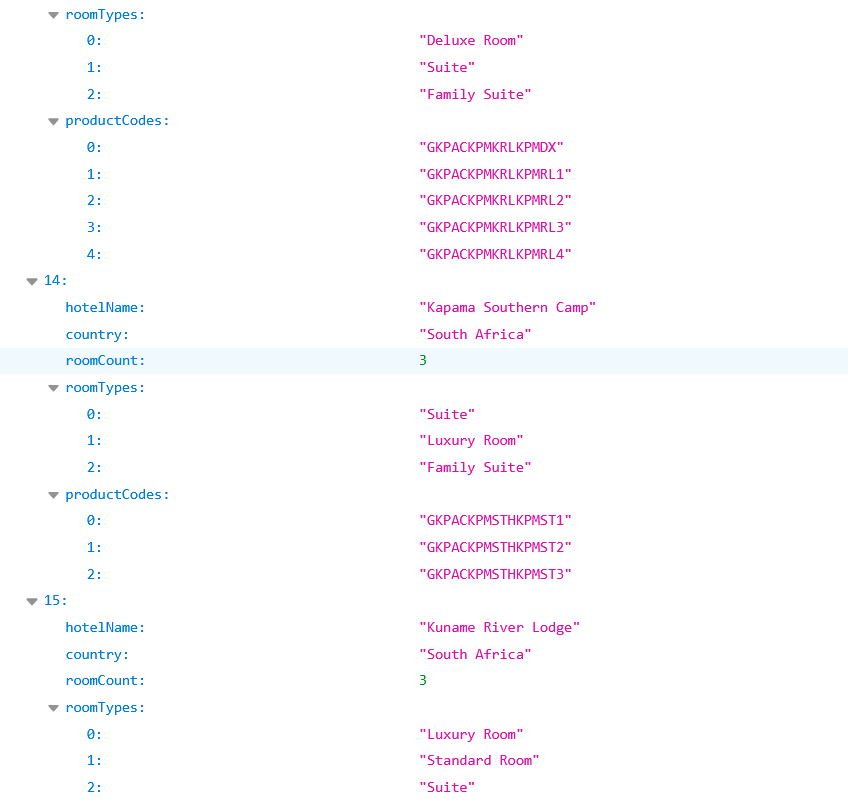 roomTypes:
0: "Deluxe Room"
1: "Suite"
2: "Family Suite"
productCodes:
0: "GKPACKPMKRLKPMDX"
1: "GKPACKPMKRLKPMRL1"
2: "GKPACKPMKRLKPMRL2"
3: "GKPACKPMKRLKPMRL3"
4: "GKPACKPMKRLKPMRL4"
14:
hotelName: "Kapama Southern Camp"
country: "South Africa"
roomCount: 3
roomTypes:
0: "Suite"
1: "Luxury Room"
2: "Family Suite"
productCodes:
0: "GKPACKPMSTHKPMST1"
1: "GKPACKPMSTHKPMST2"
2: "GKPACKPMSTHKPMST3"
15:
hotelName: "Kuname River Lodge"
country: "South Africa"
roomCount: 3
roomTypes:
0: "Luxury Room"
1: "Standard Room"
2: "Suite"